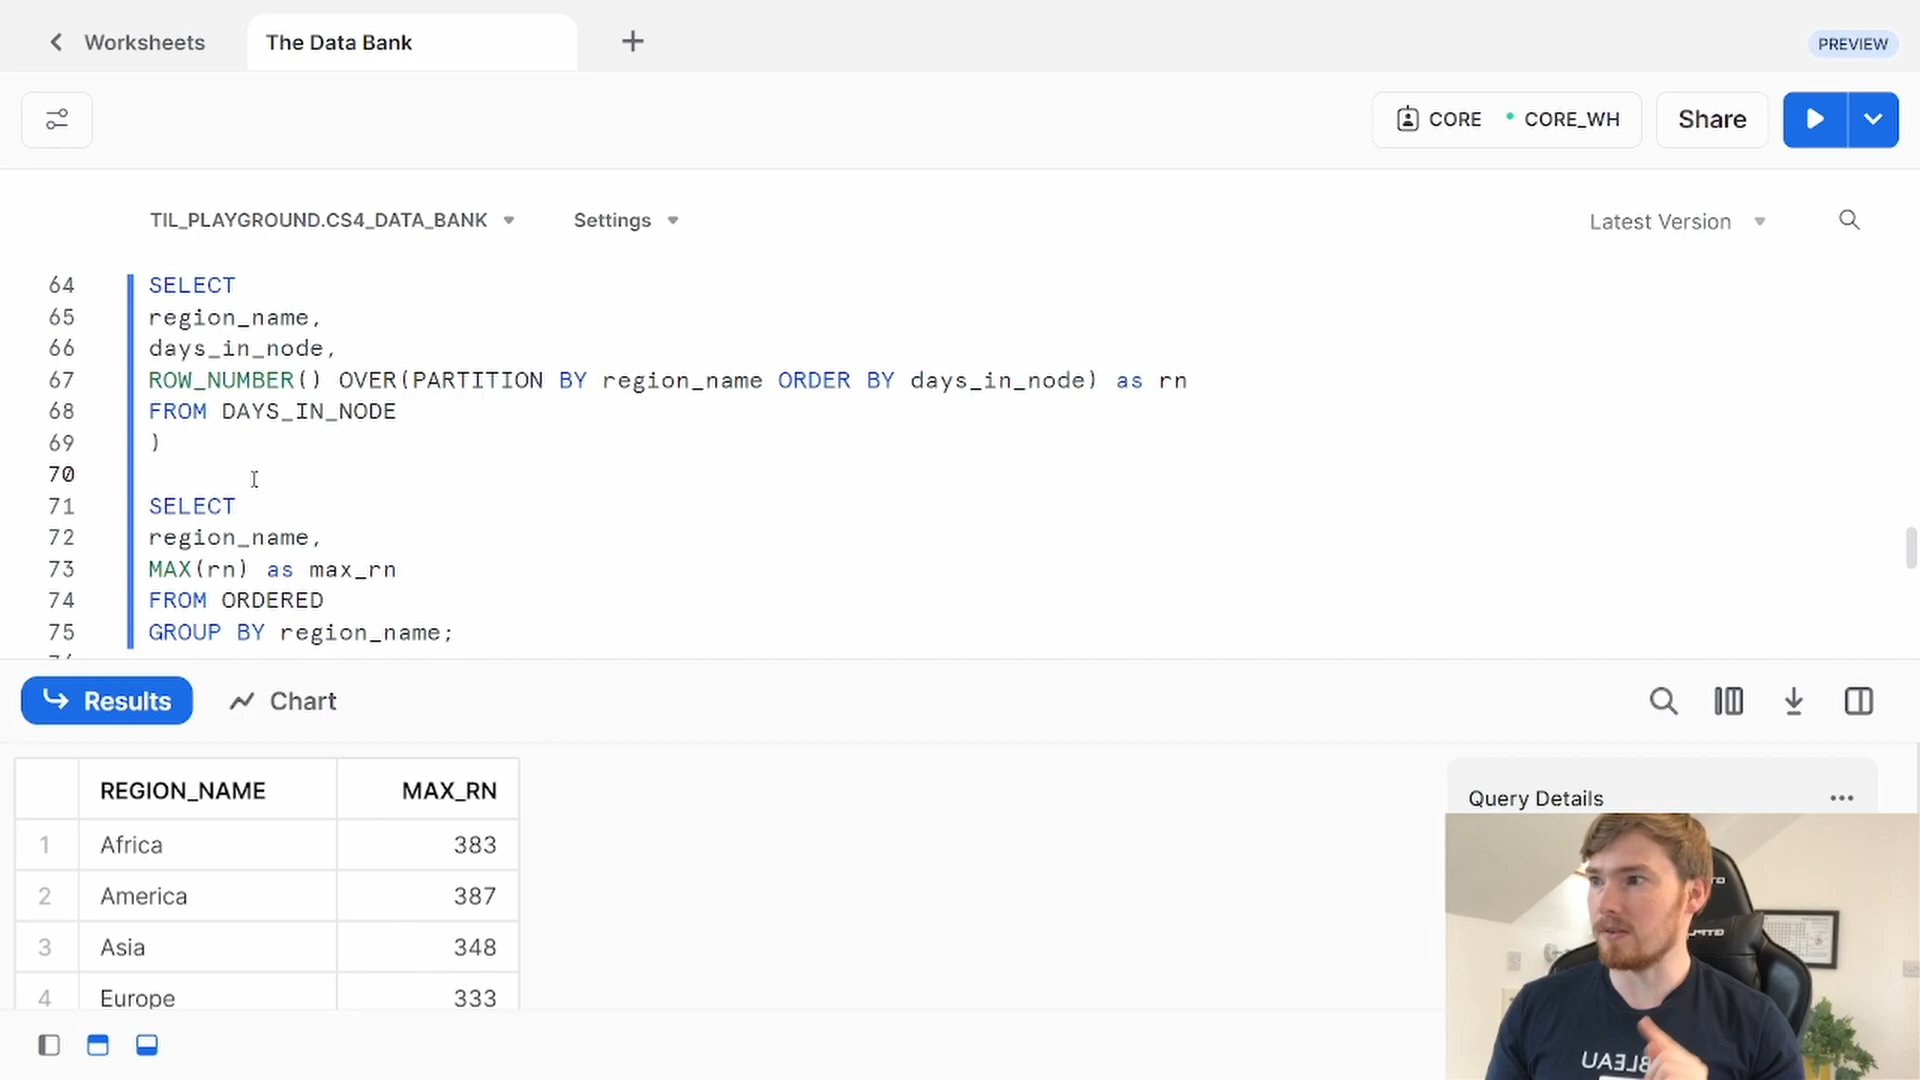 Worksheets
The Data Bank
PREVIEW
CORE
CORE_WH
Share
TIL_PLAYGROUND.CS4_DATA_BANK
Settings
Latest Version
64 SELECT
65 region_name,
66 days_in_node,
67 ROW_NUMBER() OVER(PARTITION BY region_name ORDER BY days_in_node) as rn
68 FROM DAYS_IN_NODE
69 )
70
71 SELECT
72 region_name,
73 MAX(rn) as max_rn
74 FROM ORDERED
75 GROUP BY region_name;
Results
Chart
REGION_NAME MAX_RN
1 Africa 383
2 America 387
3 Asia 348
4 Europe 333
Query Details